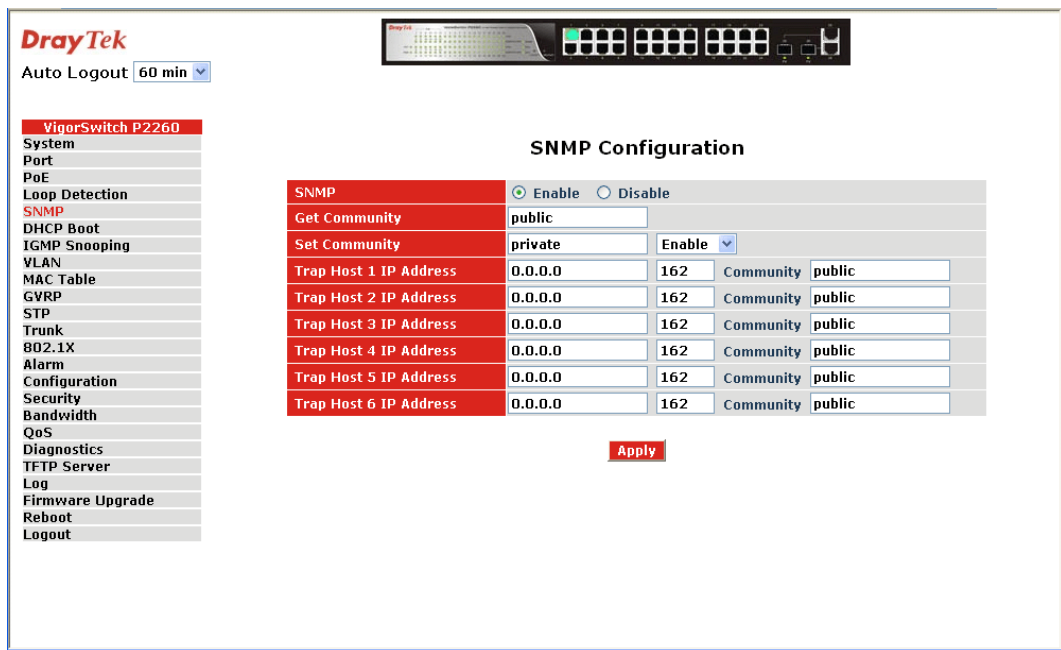 DrayTek
Auto Logout 60 min
DrayTek
VigorSwitch P2260
System
Port
PoE
Loop Detection
SNMP
DHCP Boot
IGMP Snooping
VLAN
MAC Table
GVRP
STP
Trunk
802.1X
Alarm
Configuration
Security
Bandwidth
QoS
Diagnostics
TFTP Server
Log
Firmware Upgrade
Reboot
Logout
SNMP Configuration
SNMP Enable Disable
Get Community public
Set Community private Enable
Trap Host 1 IP Address 0.0.0.0 162 Community public
Trap Host 2 IP Address 0.0.0.0 162 Community public
Trap Host 3 IP Address 0.0.0.0 162 Community public
Trap Host 4 IP Address 0.0.0.0 162 Community public
Trap Host 5 IP Address 0.0.0.0 162 Community public
Trap Host 6 IP Address 0.0.0.0 162 Community public
Apply